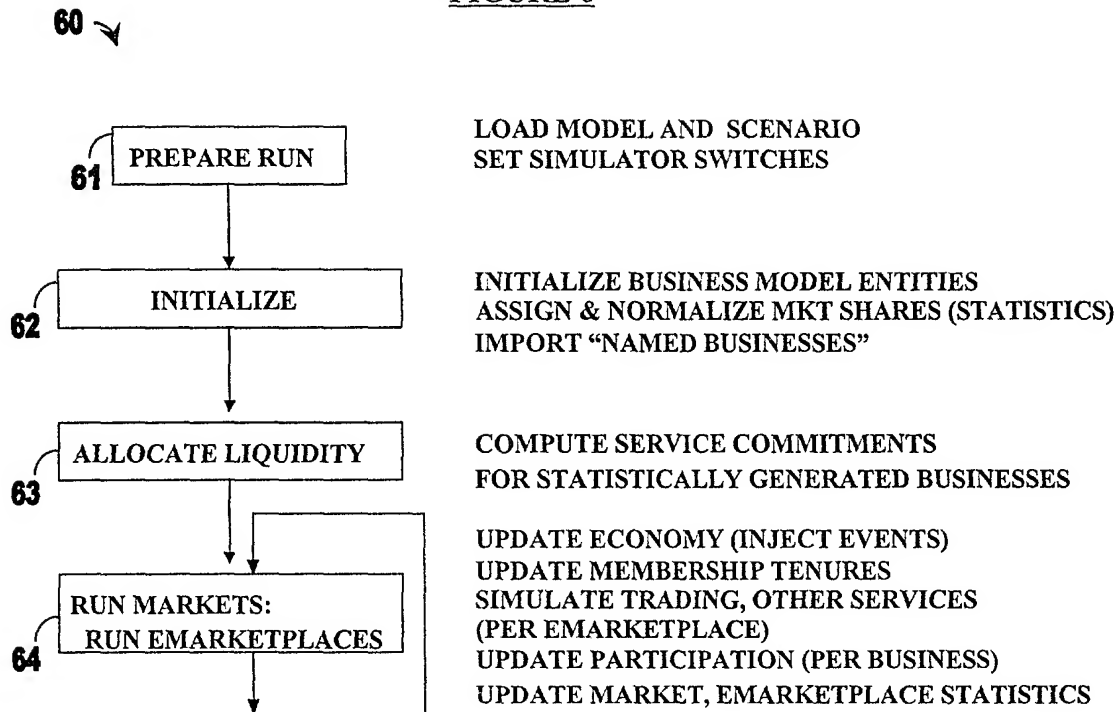 60
PREPARE RUN
61
LOAD MODEL AND SCENARIO
SET SIMULATOR SWITCHES
INITIALIZE
62
INITIALIZE BUSINESS MODEL ENTITIES
ASSIGN & NORMALIZE MKT SHARES (STATISTICS)
IMPORT “NAMED BUSINESSES”
ALLOCATE LIQUIDITY
63
COMPUTE SERVICE COMMITMENTS
FOR STATISTICALLY GENERATED BUSINESSES
RUN MARKETS:
RUN EMARKETPLACES
64
UPDATE ECONOMY (INJECT EVENTS)
UPDATE MEMBERSHIP TENURES
SIMULATE TRADING, OTHER SERVICES
(PER EMARKETPLACE)
UPDATE PARTICIPATION (PER BUSINESS)
UPDATE MARKET, EMARKETPLACE STATISTICS